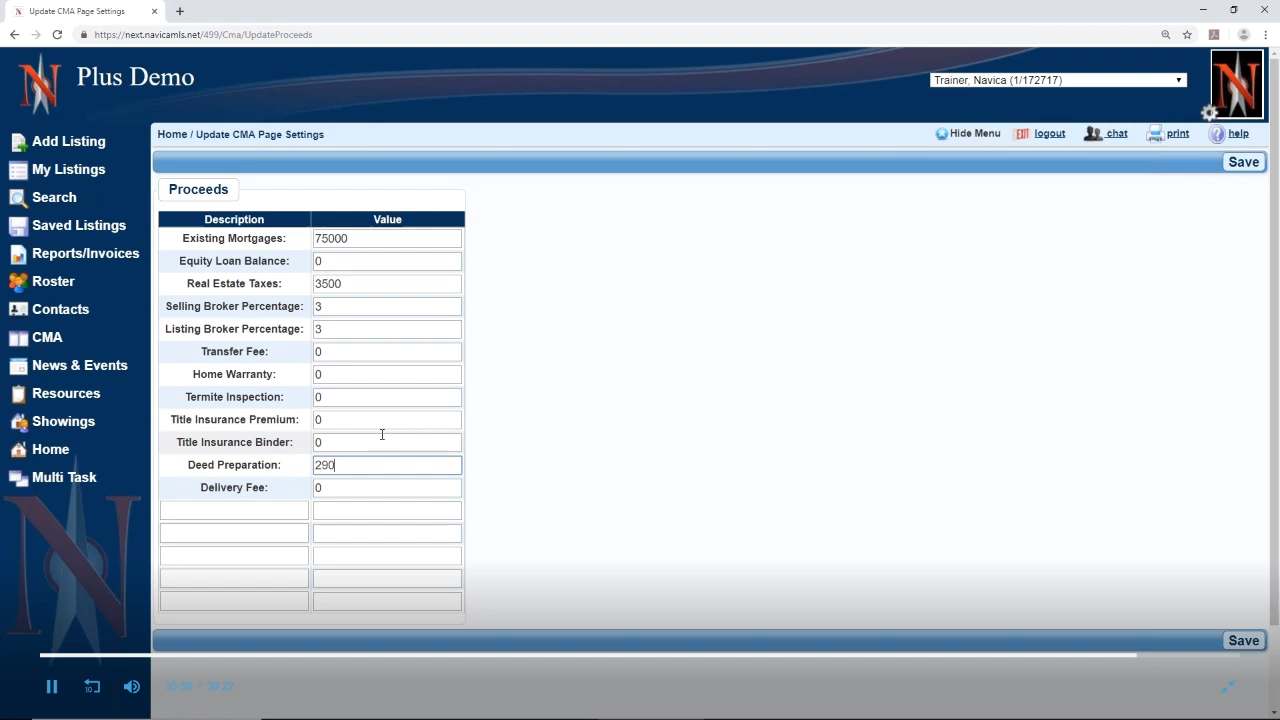 Update CMA Page Settings
https://next.navicamls.net/499/Cma/UpdateProceeds
N Plus Demo
Trainer, Navica (1/172717)
N
Home / Update CMA Page Settings
Hide Menu EXIT logout chat print help
Save
Add Listing
My Listings
Search
Saved Listings
Reports/Invoices
Roster
Contacts
CMA
News & Events
Resources
Showings
Home
Multi Task
N
Proceeds
Description Value
Existing Mortgages: 75000
Equity Loan Balance: 0
Real Estate Taxes: 3500
Selling Broker Percentage: 3
Listing Broker Percentage: 3
Transfer Fee: 0
Home Warranty: 0
Termite Inspection: 0
Title Insurance Premium: 0
Title Insurance Binder: 0
Deed Preparation: 290
Delivery Fee: 0
Save
10